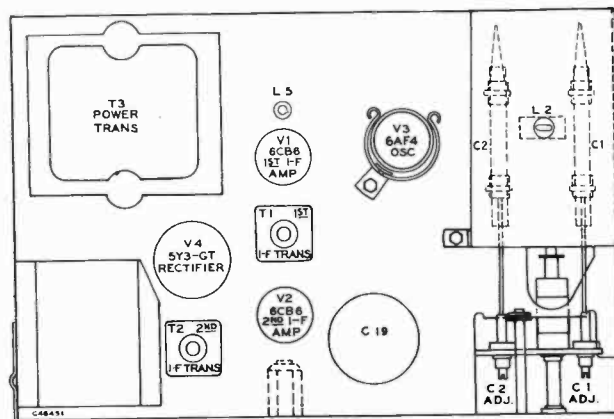 T3
POWER
TRANS
L 5
V1
6CB6
1ST I-F
AMP
V3
6AF4
OSC
L 2
C2
C1
T1 1ST
I-F TRANS
V4
5Y3-GT
RECTIFIER
V2
6CB6
2ND I-F
AMP
C 19
T2 2ND
I-F TRANS
C 2
ADJ.
C 1
ADJ.
C46451